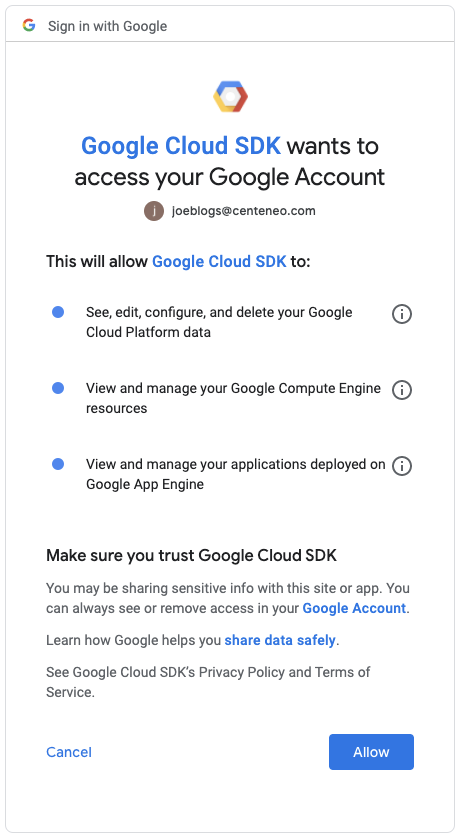 Sign in with Google
Google Cloud SDK wants to
access your Google Account
j
joeblogs@centeneo.com
This will allow Google Cloud SDK to:
See, edit, configure, and delete your Google
Cloud Platform data
View and manage your Google Compute Engine
resources
View and manage your applications deployed on
Google App Engine
Make sure you trust Google Cloud SDK
You may be sharing sensitive info with this site or app. You
can always see or remove access in your Google Account.
Learn how Google helps you share data safely.
See Google Cloud SDK’s Privacy Policy and Terms of
Service.
Cancel
Allow